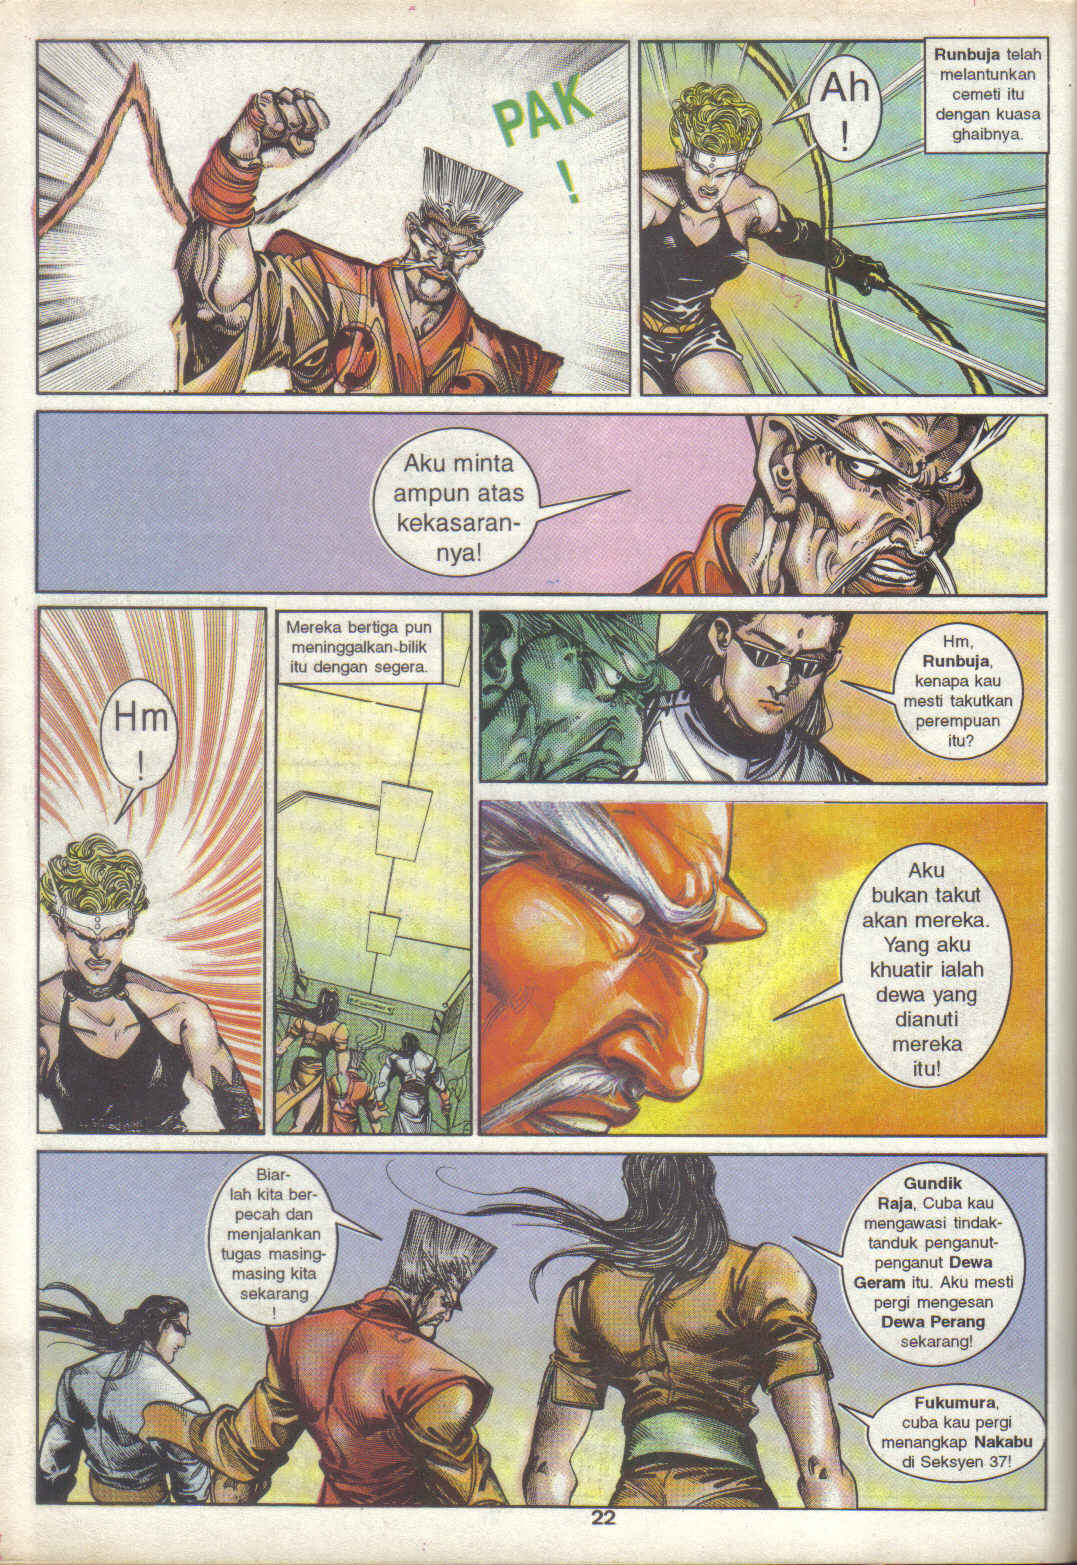 PAK
!
Ah
!
Runbuja telah
melantunkan
cemeti itu
dengan kuasa
ghaibnya.
Aku minta
ampun atas
kekasaran-
nya!
Hm
!
Mereka bertiga pun
meninggalkan bilik
itu dengan segera.
Hm,
Runbuja,
kenapa kau
mesti takutkan
perempuan
itu?
Aku
bukan takut
akan mereka.
Yang aku
khuatir ialah
dewa yang
dianuti
mereka
itu!
Biar-
lah kita ber-
pecah dan
menjalankan
tugas masing-
masing kita
sekarang
!
Gundik
Raja, Cuba kau
mengawasi tindak-
tanduk penganut-
penganut Dewa
Geram itu. Aku mesti
pergi mengesan
Dewa Perang
sekarang!
Fukumura,
cuba kau pergi
menangkap Nakabu
di Seksyen 37!
22